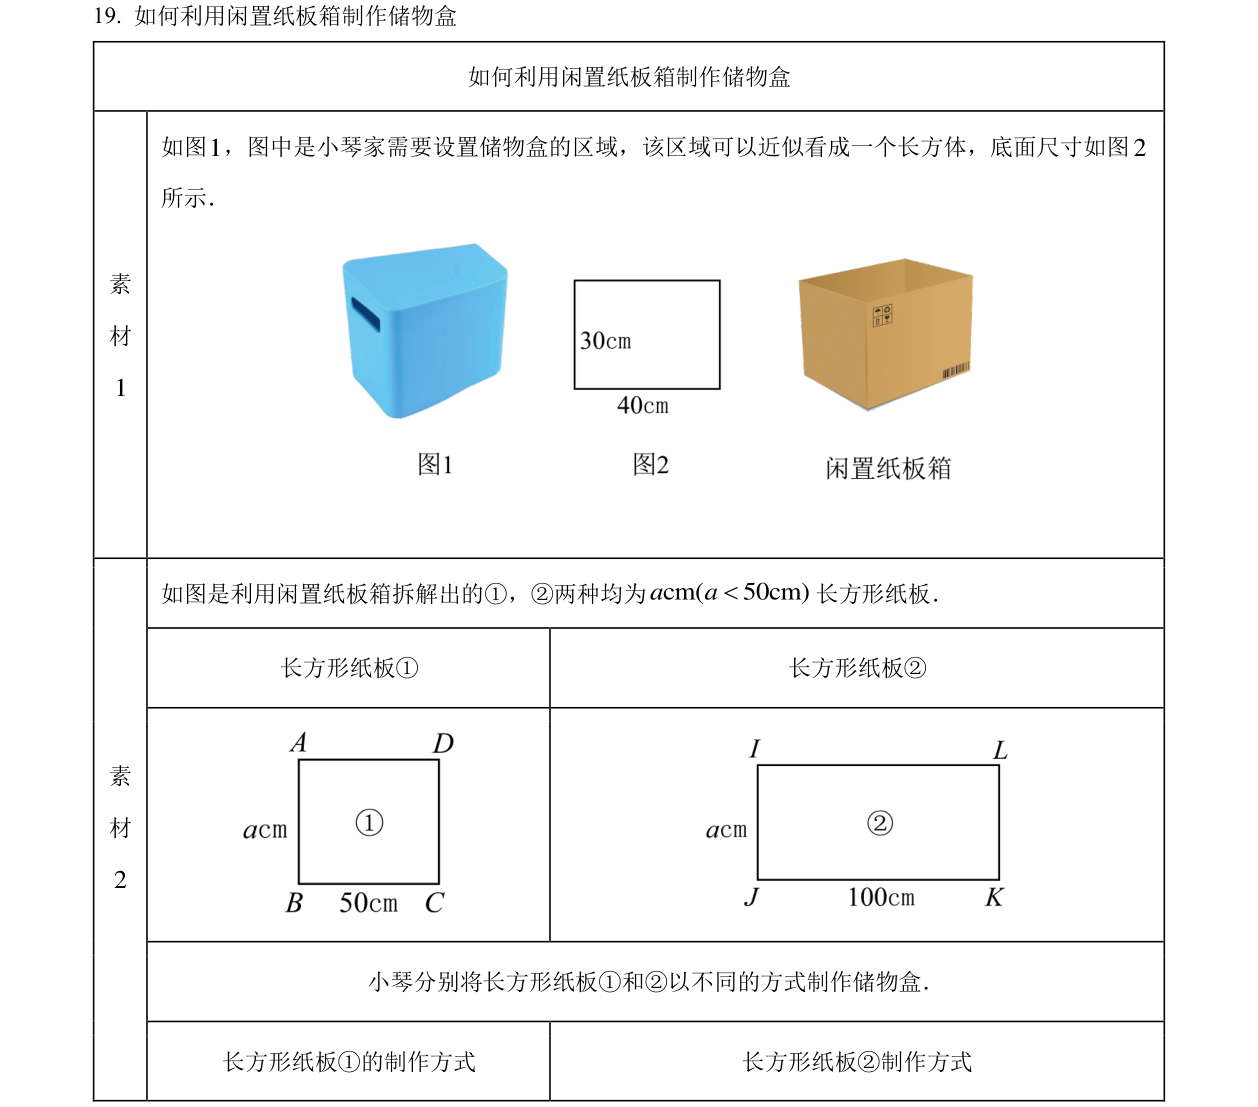 19. 如何利用闲置纸板箱制作储物盒
如何利用闲置纸板箱制作储物盒
素
材
1
如图1，图中是小琴家需要设置储物盒的区域，该区域可以近似看成一个长方体，底面尺寸如图2
所示．
30cm
40cm
图1
图2
闲置纸板箱
素
材
2
如图是利用闲置纸板箱拆解出的①，②两种均为acm(a<50cm)长方形纸板．
长方形纸板①
长方形纸板②
A D
acm ①
B 50cm C
I L
acm ②
J 100cm K
小琴分别将长方形纸板①和②以不同的方式制作储物盒．
长方形纸板①的制作方式
长方形纸板②制作方式